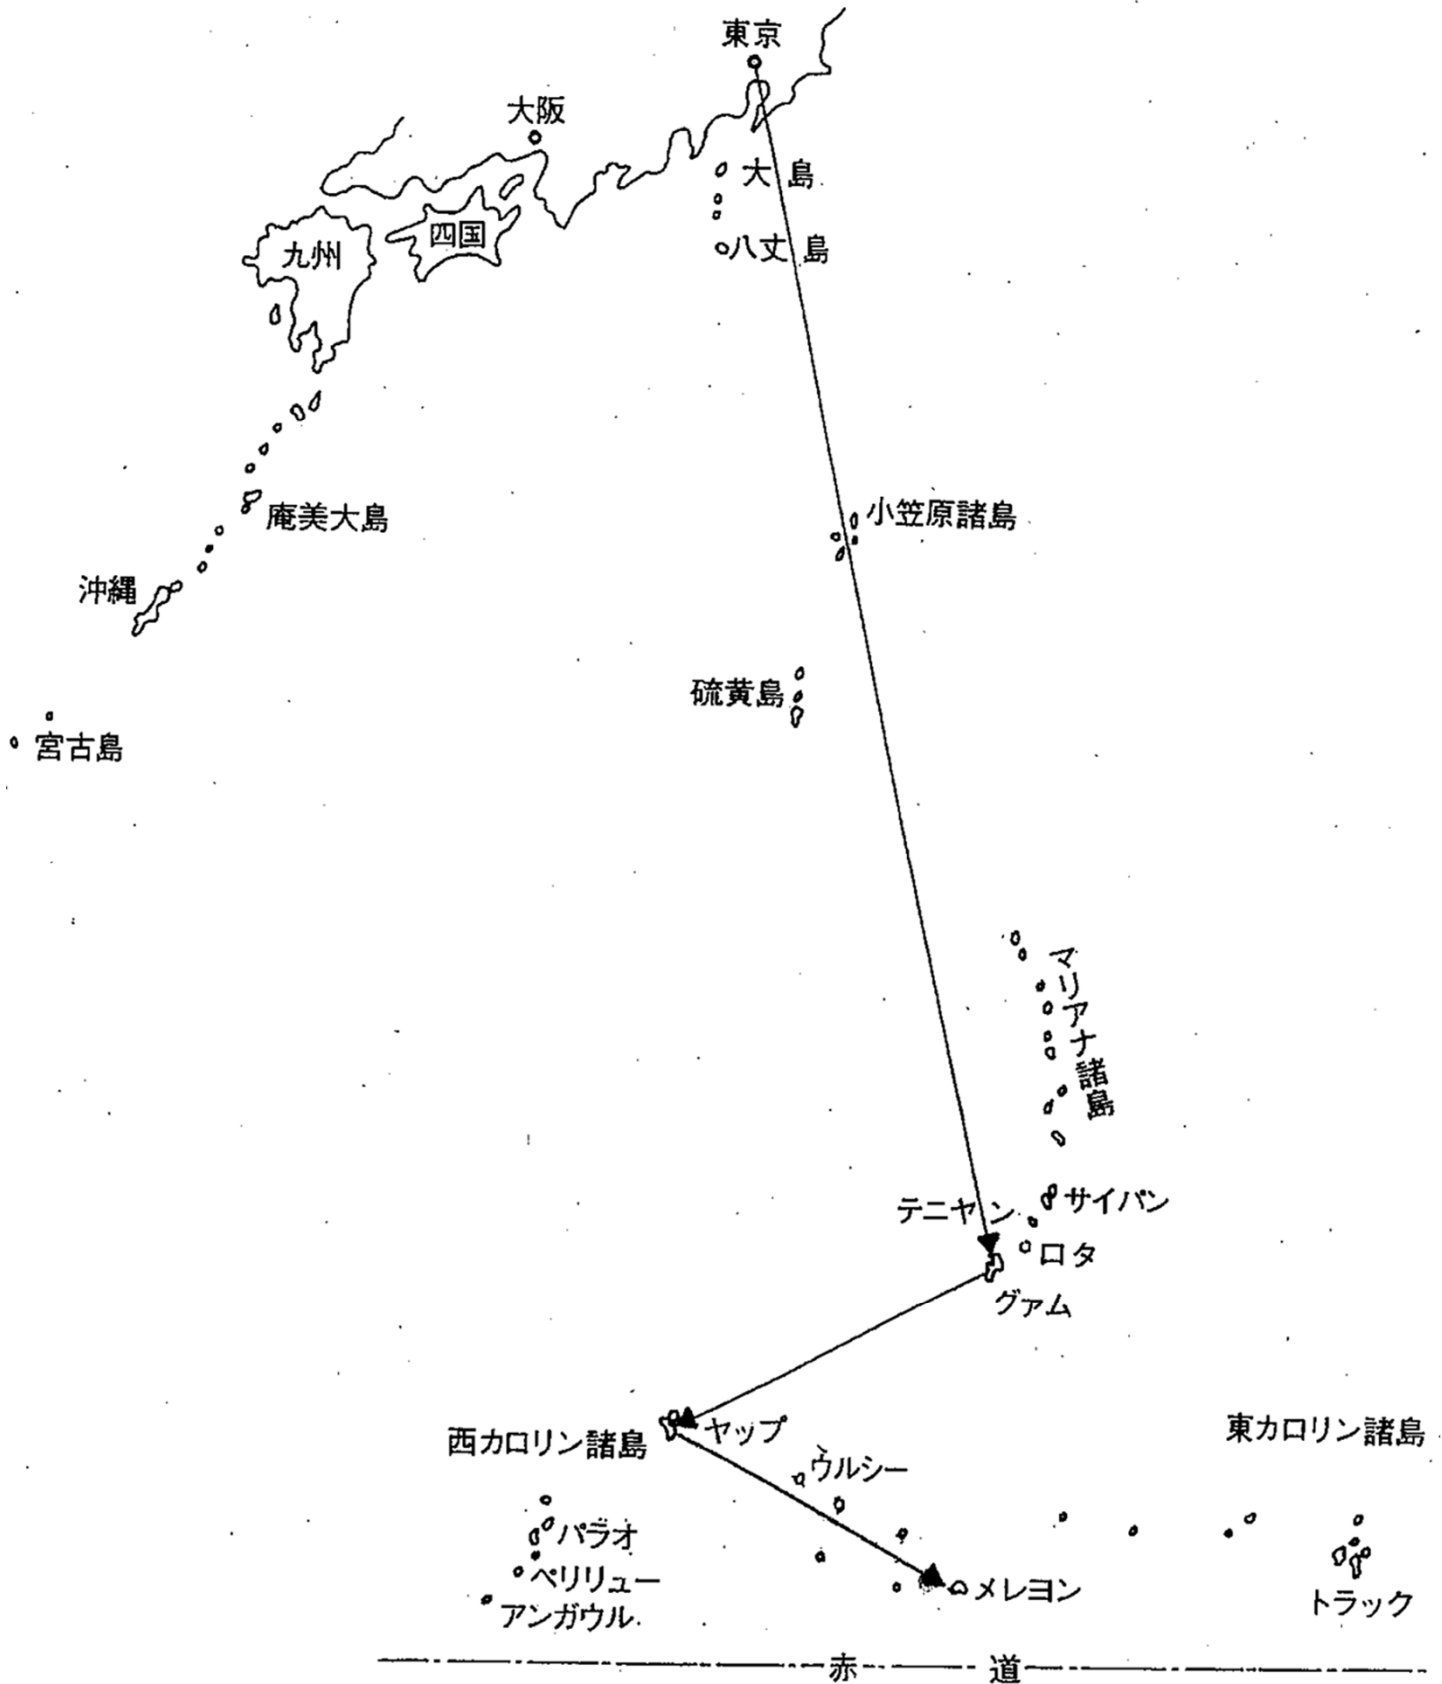 東京
大阪
大島
四国
九州
八丈島
小笠原諸島
庵美大島
沖縄
硫黄島
宮古島
マリアナ諸島
サイパン
テニヤン
ロタ
グァム
ヤップ
西カロリン諸島
東カロリン諸島
ウルシー
パラオ
ペリリュー
メレヨン
トラック
アンガウル
赤道